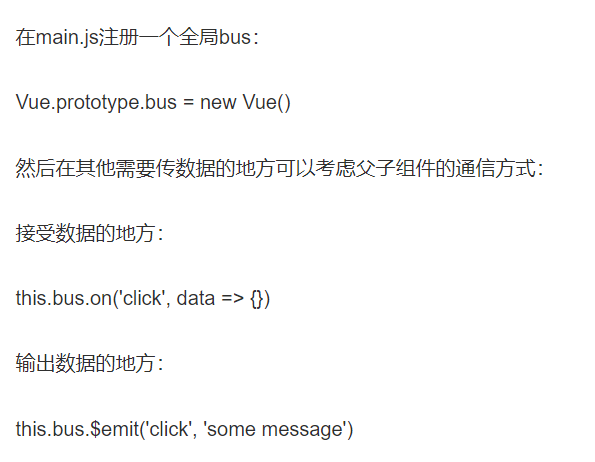 在main.js注册一个全局bus：
Vue.prototype.bus = new Vue()
然后在其他需要传数据的地方可以考虑父子组件的通信方式：
接受数据的地方：
this.bus.on('click', data => {})
输出数据的地方：
this.bus.$emit('click', 'some message')